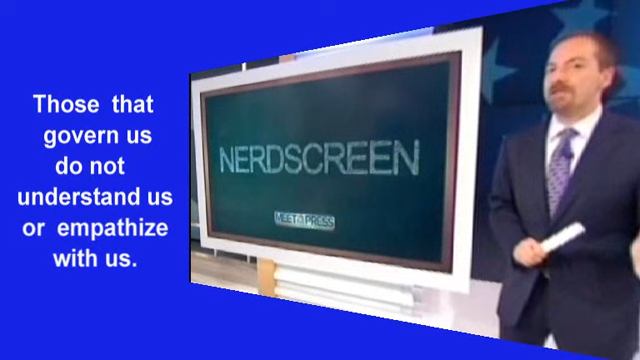 Those that
govern us
do not
understand us
or empathize
with us.
NERDSCREEN
MEET THE PRESS